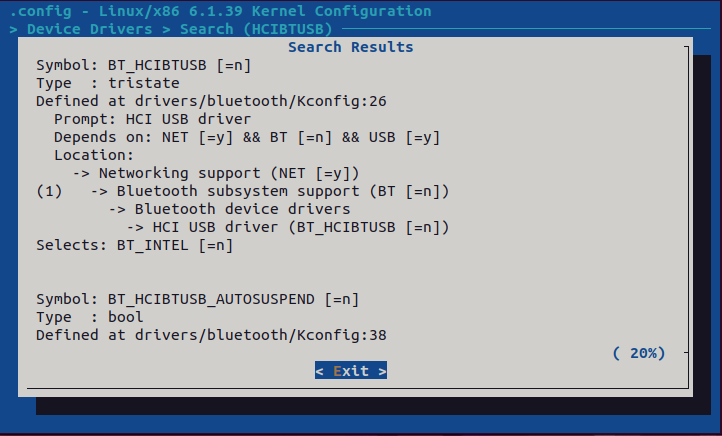 .config - Linux/x86 6.1.39 Kernel Configuration
> Device Drivers > Search (HCIBTUSB)
Search Results
Symbol: BT_HCIBTUSB [=n]
Type  : tristate
Defined at drivers/bluetooth/Kconfig:26
  Prompt: HCI USB driver
  Depends on: NET [=y] && BT [=n] && USB [=y]
  Location:
    -> Networking support (NET [=y])
(1)   -> Bluetooth subsystem support (BT [=n])
        -> Bluetooth device drivers
          -> HCI USB driver (BT_HCIBTUSB [=n])
Selects: BT_INTEL [=n]
Symbol: BT_HCIBTUSB_AUTOSUSPEND [=n]
Type  : bool
Defined at drivers/bluetooth/Kconfig:38
( 20%)
< Exit >